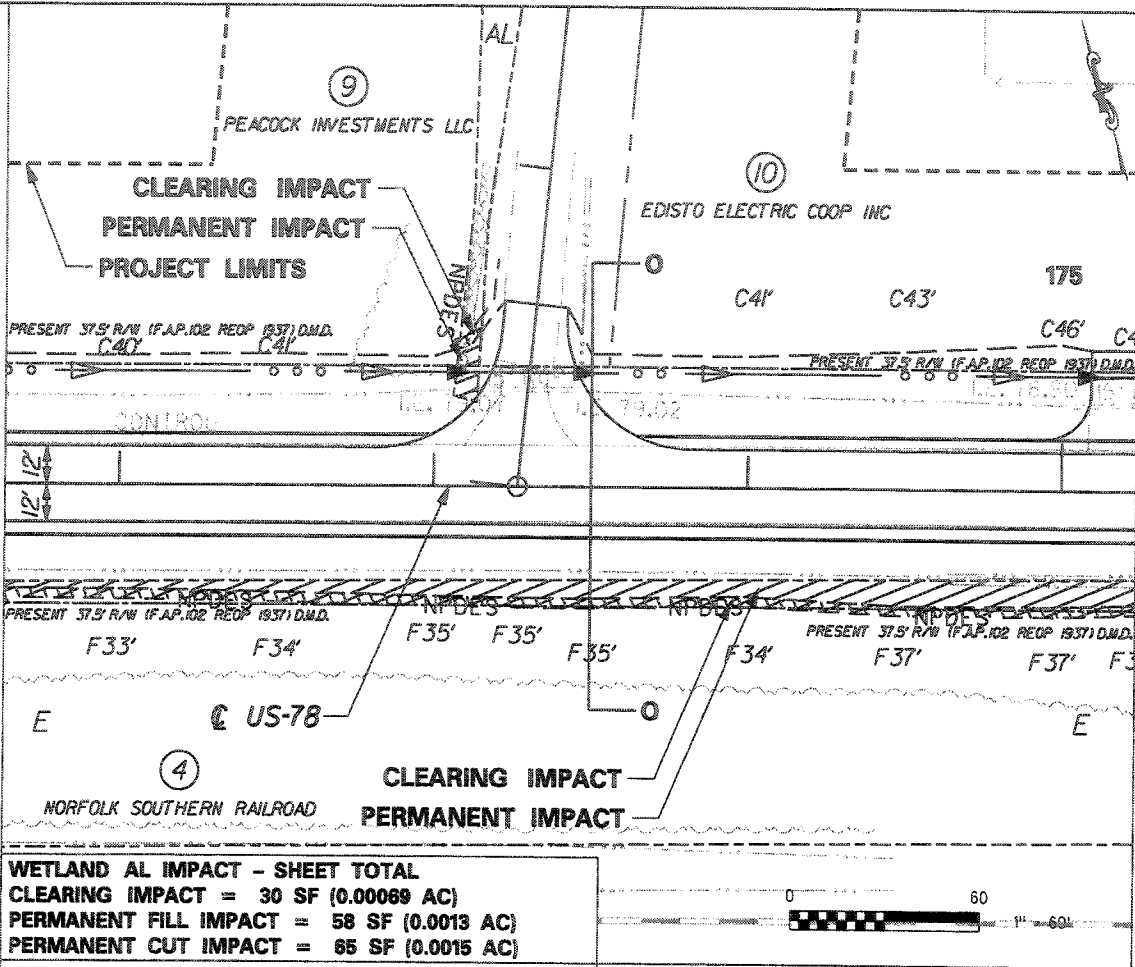 AL
9
PEACOCK INVESTMENTS LLC
10
EDISTO ELECTRIC COOP INC
CLEARING IMPACT
PERMANENT IMPACT
PROJECT LIMITS
NPDES
O
175
C41'
C43'
C46'
PRESENT 37.5' R/W (F.A.P.102 REOP 1937) D.M.D.
C40'
C41'
PRESENT 37.5' R/W (F.A.P.102 REOP 1937) D.M.D.
I.E. 79.02
CONTROL
12'
12'
NPDES
NPDES
NPDES
NPDES
PRESENT 37.5' R/W (F.A.P.102 REOP 1937) D.M.D.
PRESENT 37.5' R/W (F.A.P.102 REOP 1937) D.M.D.
F33'
F34'
F35'
F35'
F35'
F34'
F37'
F37'
E
℄ US-78
O
E
4
NORFOLK SOUTHERN RAILROAD
CLEARING IMPACT
PERMANENT IMPACT
WETLAND AL IMPACT - SHEET TOTAL
CLEARING IMPACT = 30 SF (0.00069 AC)
PERMANENT FILL IMPACT = 58 SF (0.0013 AC)
PERMANENT CUT IMPACT = 65 SF (0.0015 AC)
0 60
1" = 60'